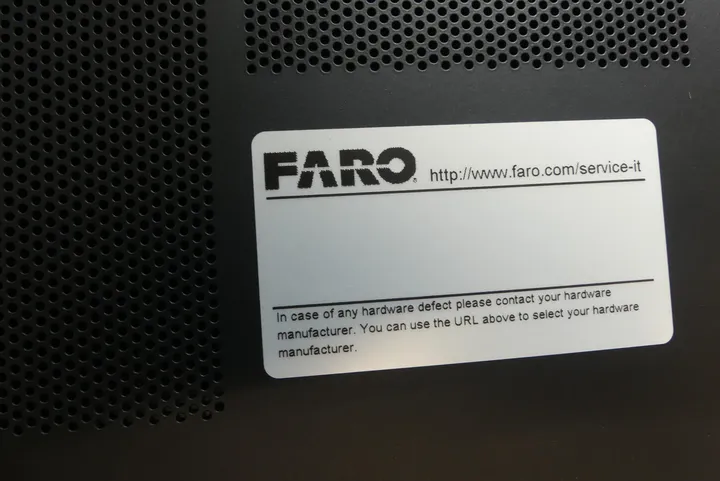 FARO® http://www.faro.com/service-it
In case of any hardware defect please contact your hardware
manufacturer. You can use the URL above to select your hardware
manufacturer.